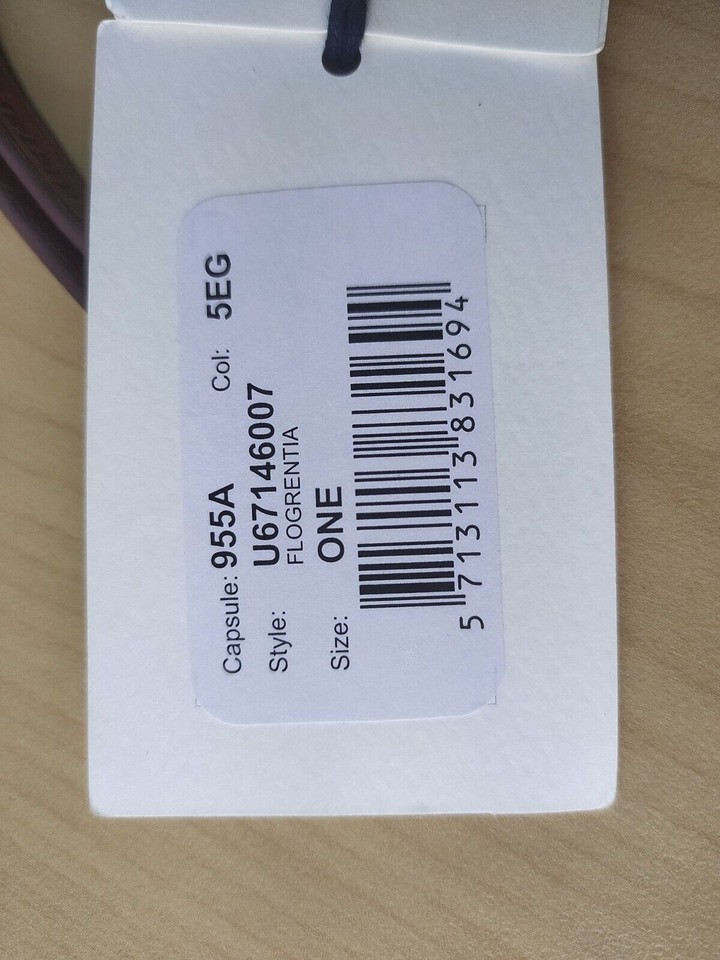 Capsule: 955A Col: 5EG
Style: U67146007
FLOGRENTIA
Size: ONE
5 713113 831694